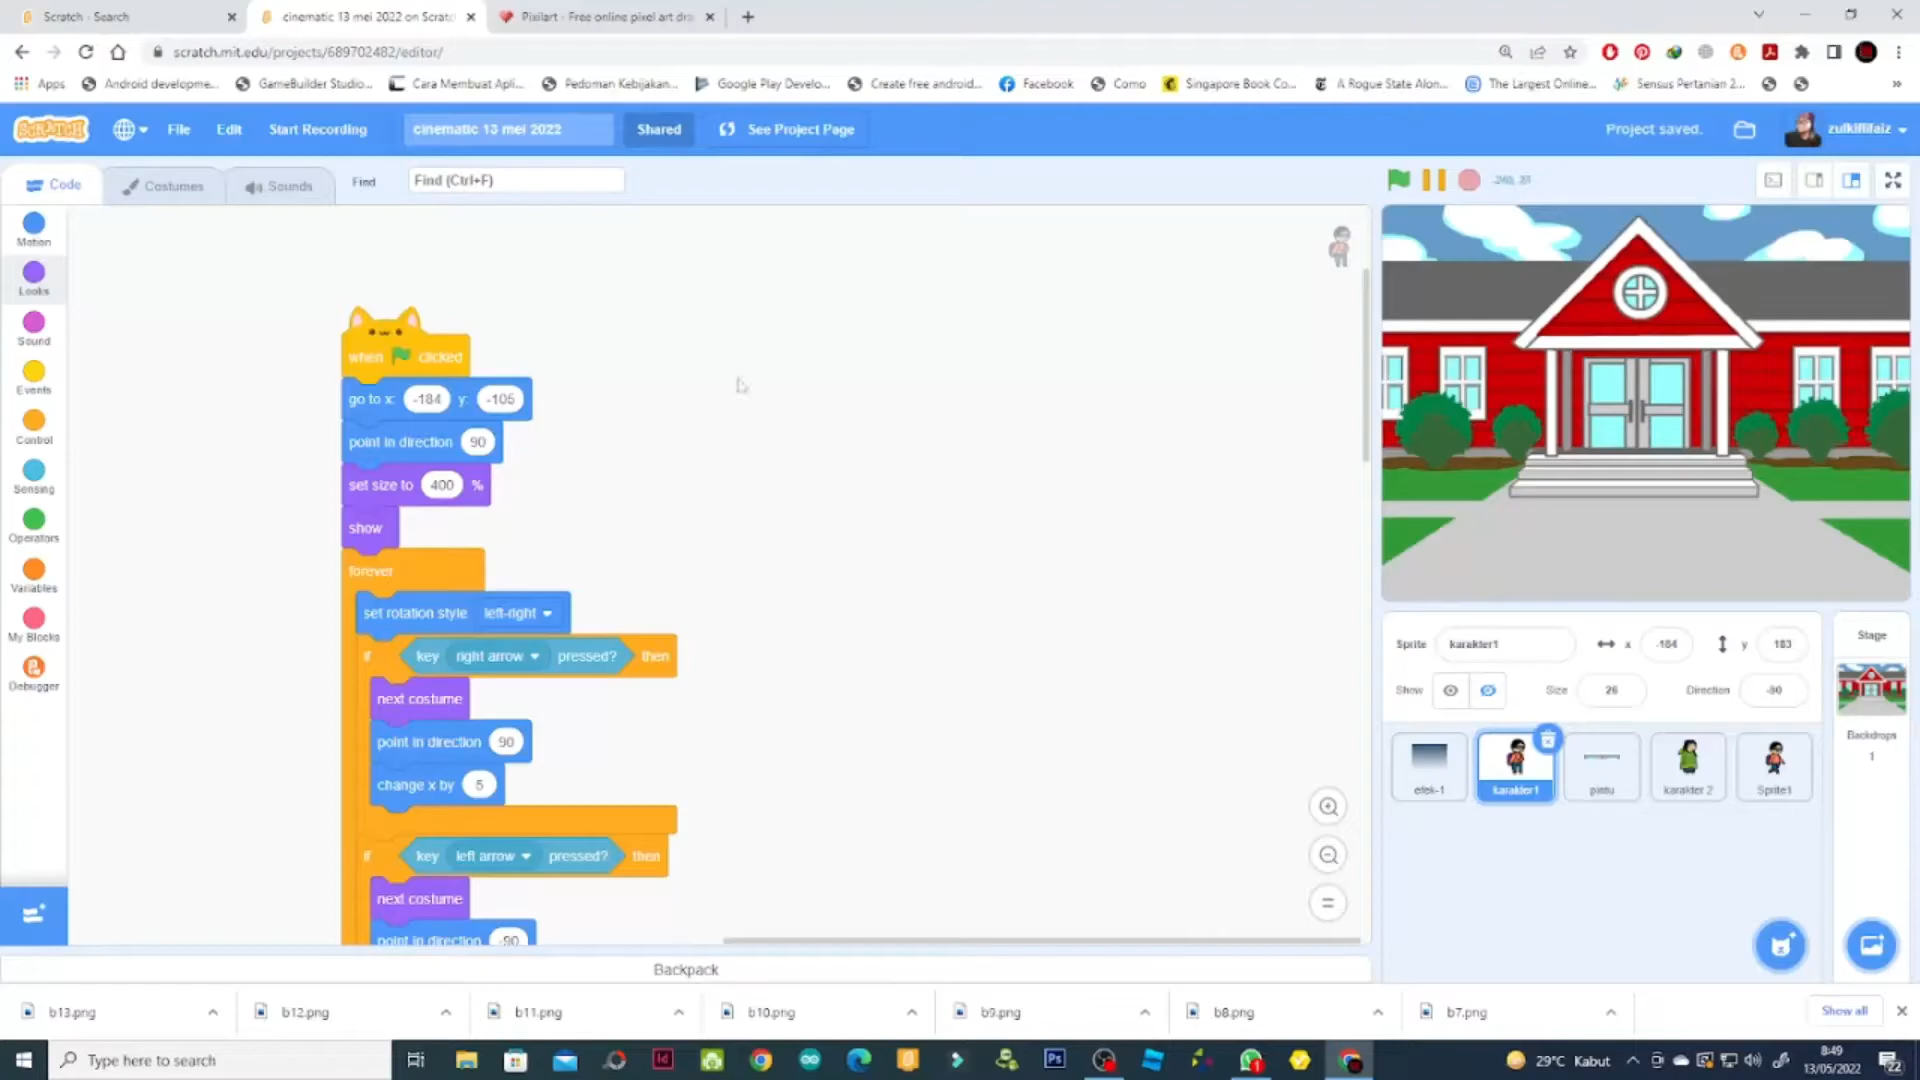 Scratch - Search
cinematic 13 mei 2022 on Scratc
Pixilart - Free online pixel art dra
scratch.mit.edu/projects/689702482/editor/
Apps
Android developme...
GameBuilder Studio...
Cara Membuat Apli...
Pedoman Kebijakan...
Google Play Develo...
Create free android...
Facebook
Como
Singapore Book Co...
A Rogue State Alon...
The Largest Online...
Sensus Pertanian 2...
SCRATCH
File
Edit
Start Recording
cinematic 13 mei 2022
Shared
See Project Page
Project saved.
zulkiflifaiz
Code
Costumes
Sounds
Find
Find (Ctrl+F)
Motion
Looks
Sound
Events
Control
Sensing
Operators
Variables
My Blocks
Debugger
when clicked
go to x: -184 y: -105
point in direction 90
set size to 400 %
show
forever
set rotation style left-right
if key right arrow pressed? then
next costume
point in direction 90
change x by 5
if key left arrow pressed? then
next costume
point in direction -90
Sprite karakter1 x -184 y 183
Show Size 26 Direction -90
efek-1
karakter1
pintu
karakter 2
Sprite1
Stage
Backdrops
1
Backpack
b13.png
b12.png
b11.png
b10.png
b9.png
b8.png
b7.png
Show all
Type here to search
29°C Kabut
8:49
13/05/2022
22